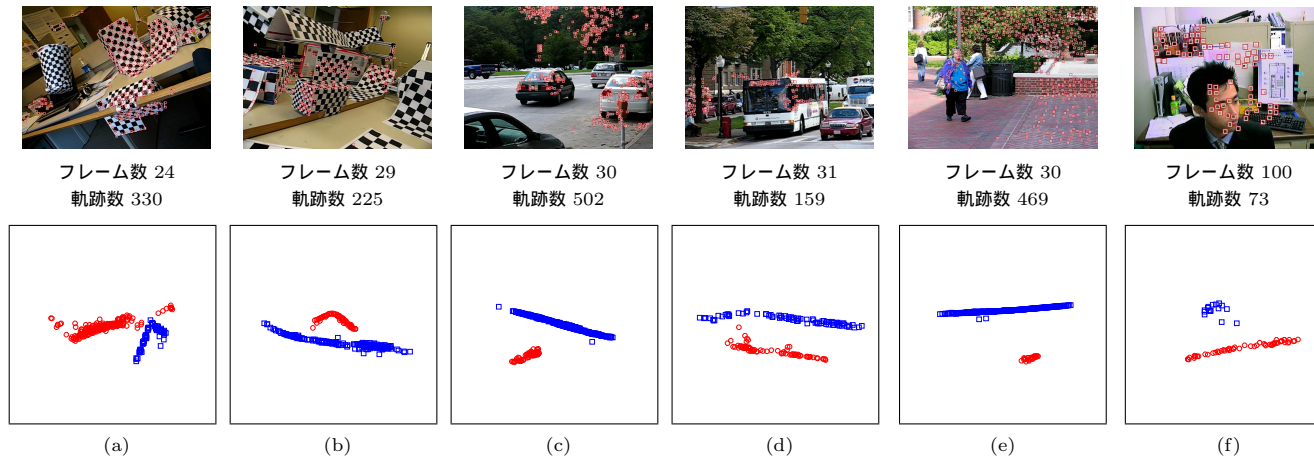 フレーム数 24
軌跡数 330
フレーム数 29
軌跡数 225
フレーム数 30
軌跡数 502
フレーム数 31
軌跡数 159
フレーム数 30
軌跡数 469
フレーム数 100
軌跡数 73
(a)
(b)
(c)
(d)
(e)
(f)